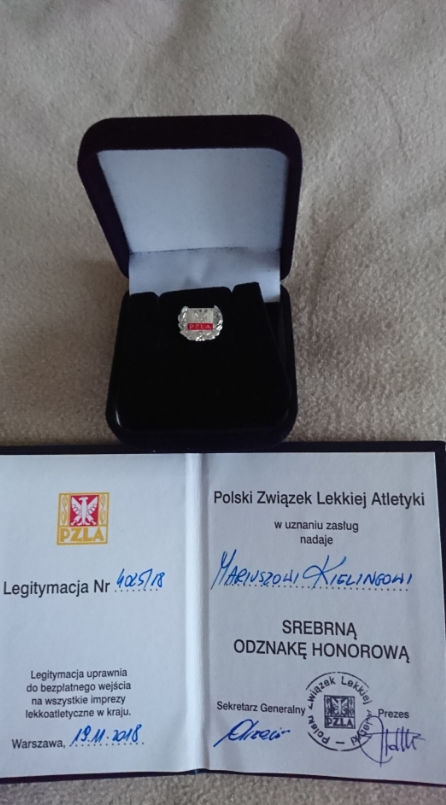 PZLA
PZLA
Legitymacja Nr 4025/18
Legitymacja uprawnia
do bezpłatnego wejścia
na wszystkie imprezy
lekkoatletyczne w kraju.
Warszawa, 19.11.2018
Polski Związek Lekkiej Atletyki
w uznaniu zasług
nadaje
MARIUSZOWI KIELINGOWI
SREBRNĄ
ODZNAKĘ HONOROWĄ
Sekretarz Generalny
Prezes
Polski Związek Lekkiej Atletyki
PZLA